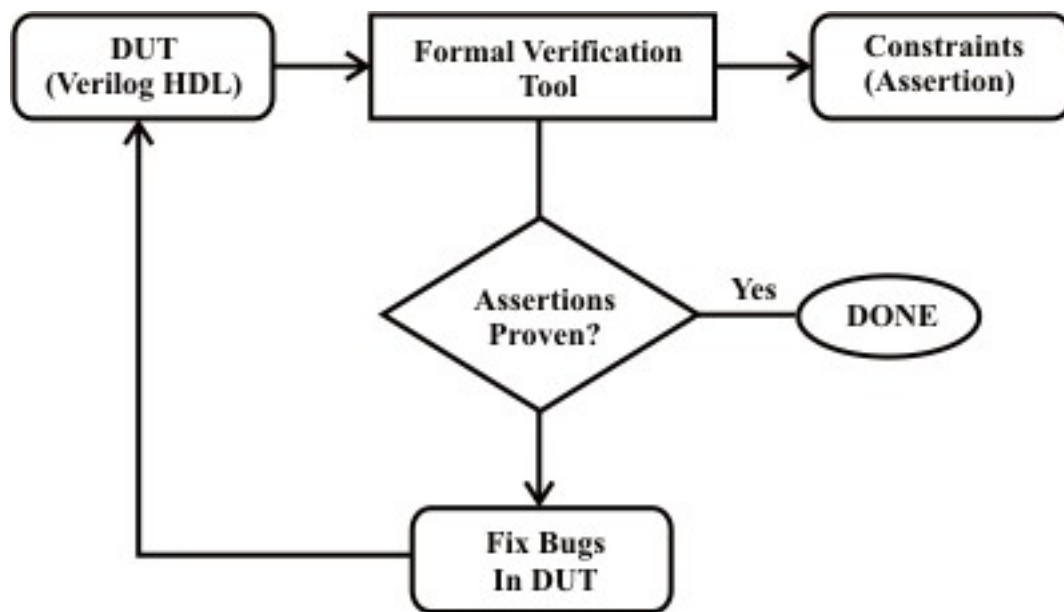 DUT
(Verilog HDL)
Formal Verification
Tool
Constraints
(Assertion)
Assertions
Proven?
Yes
DONE
Fix Bugs
In DUT